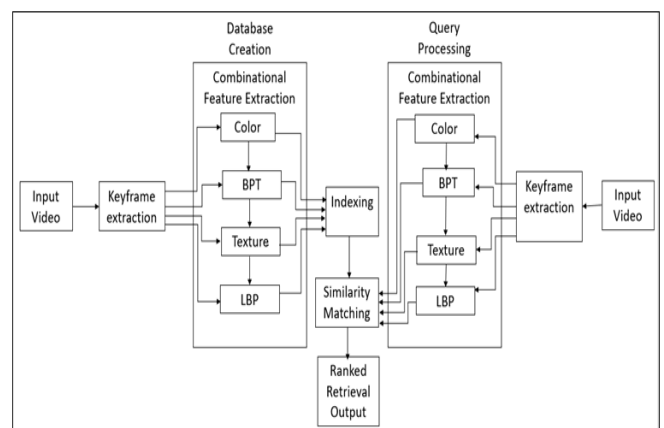 Database
Creation
Query
Processing
Combinational
Feature Extraction
Combinational
Feature Extraction
Color
Color
BPT
BPT
Input
Video
Keyframe
extraction
Indexing
Keyframe
extraction
Input
Video
Texture
Texture
LBP
Similarity
Matching
LBP
Ranked
Retrieval
Output